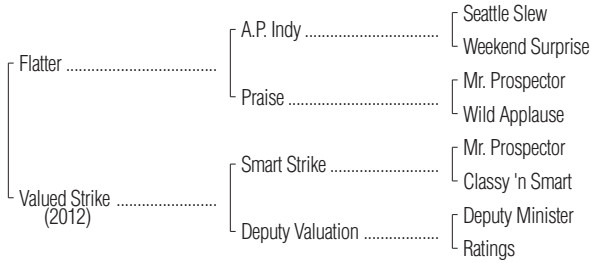 Seattle Slew
A.P. Indy ..............................
Weekend Surprise
Flatter ..................................
Mr. Prospector
Praise ..................................
Wild Applause
Mr. Prospector
Smart Strike ........................
Classy 'n Smart
Valued Strike ......................
(2012)
Deputy Minister
Deputy Valuation .................
Ratings